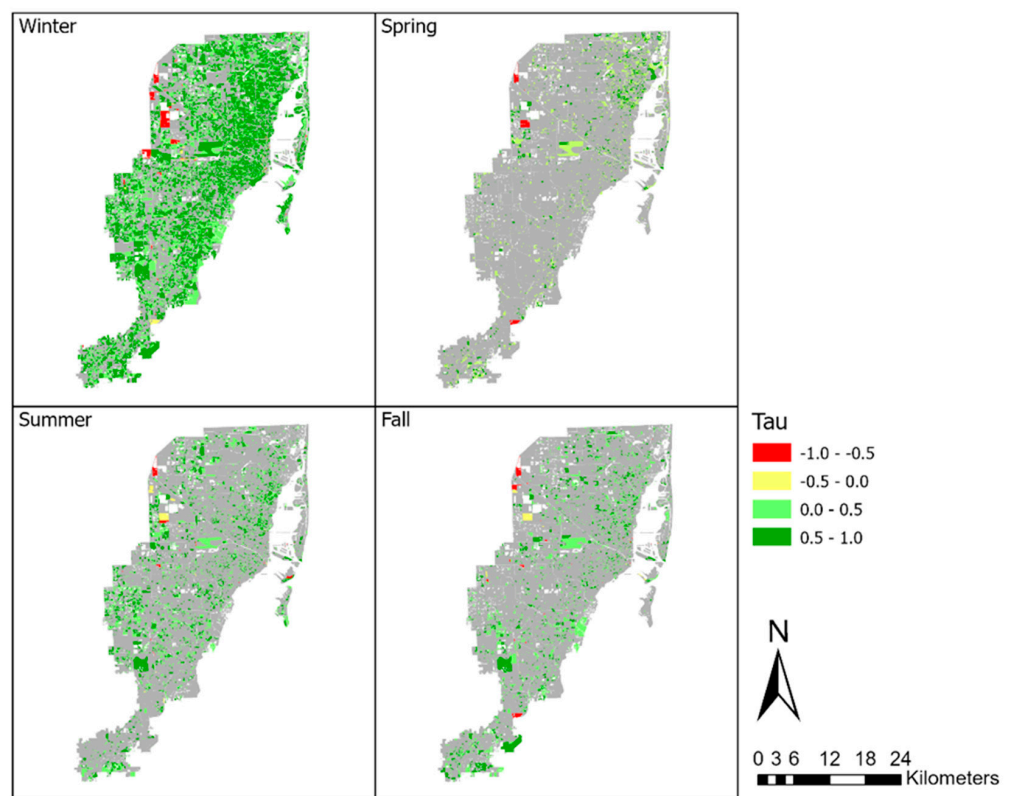 Winter
Spring
Summer
Fall
Tau
-1.0 - -0.5
-0.5 - 0.0
0.0 - 0.5
0.5 - 1.0
N
0 3 6 12 18 24
Kilometers